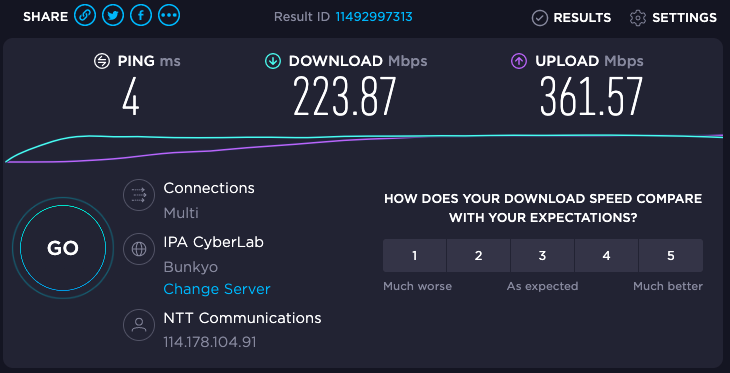 SHARE
Result ID 11492997313
RESULTS
SETTINGS
PING ms
4
DOWNLOAD Mbps
223.87
UPLOAD Mbps
361.57
GO
Connections
Multi
IPA CyberLab
Bunkyo
Change Server
NTT Communications
114.178.104.91
HOW DOES YOUR DOWNLOAD SPEED COMPARE
WITH YOUR EXPECTATIONS?
1 2 3 4 5
Much worse As expected Much better